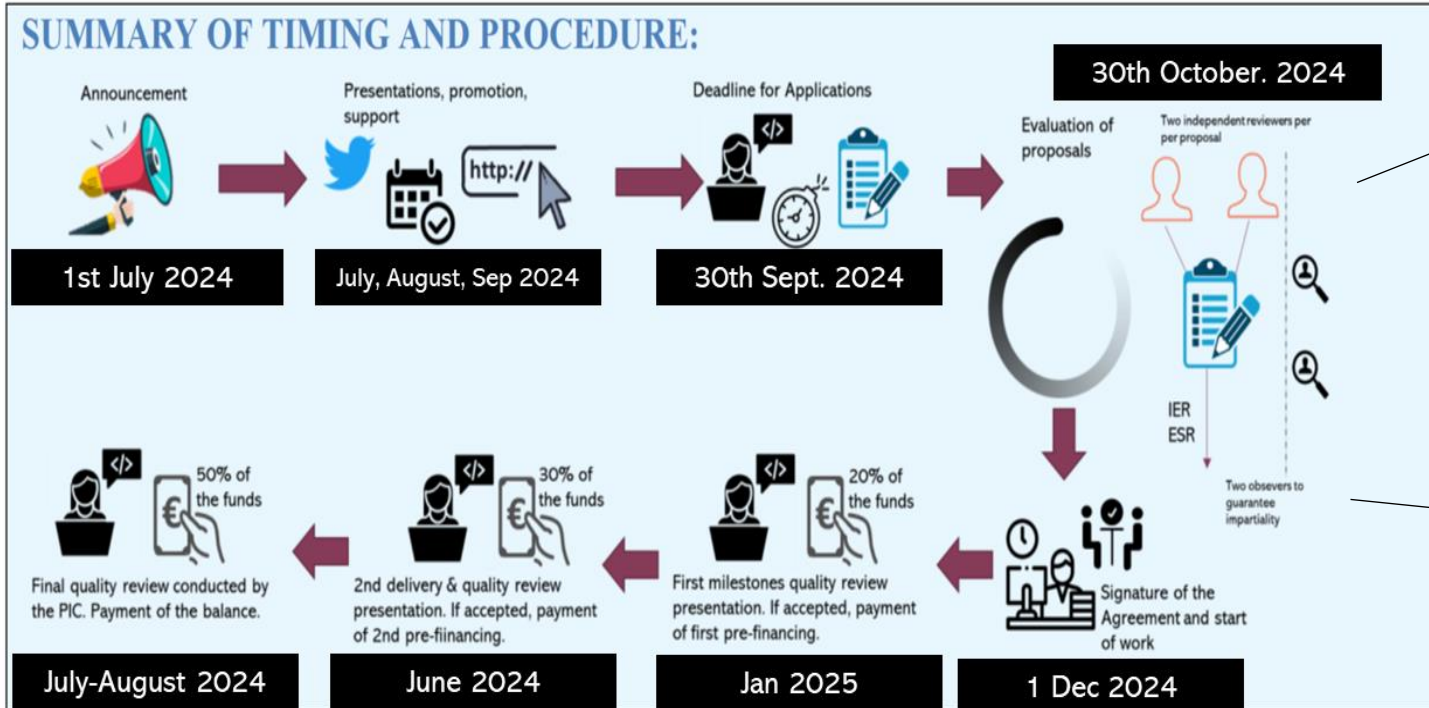 SUMMARY OF TIMING AND PROCEDURE:
Announcement
1st July 2024
Presentations, promotion,
support
http://
July, August, Sep 2024
Deadline for Applications
</>
30th Sept. 2024
30th October. 2024
Evaluation of
proposals
Two independent reviewers per
per proposal
IER
ESR
Two obsevers to
guarantee
impartiality
Signature of the
Agreement and start
of work
1 Dec 2024
</>
20% of
the funds
€
First milestones quality review
presentation. If accepted, payment
of first pre-financing.
Jan 2025
</>
30% of
the funds
€
2nd delivery & quality review
presentation. If accepted, payment
of 2nd pre-fiinancing.
June 2024
</>
50% of
the funds
€
Final quality review conducted by
the PIC. Payment of the balance.
July-August 2024